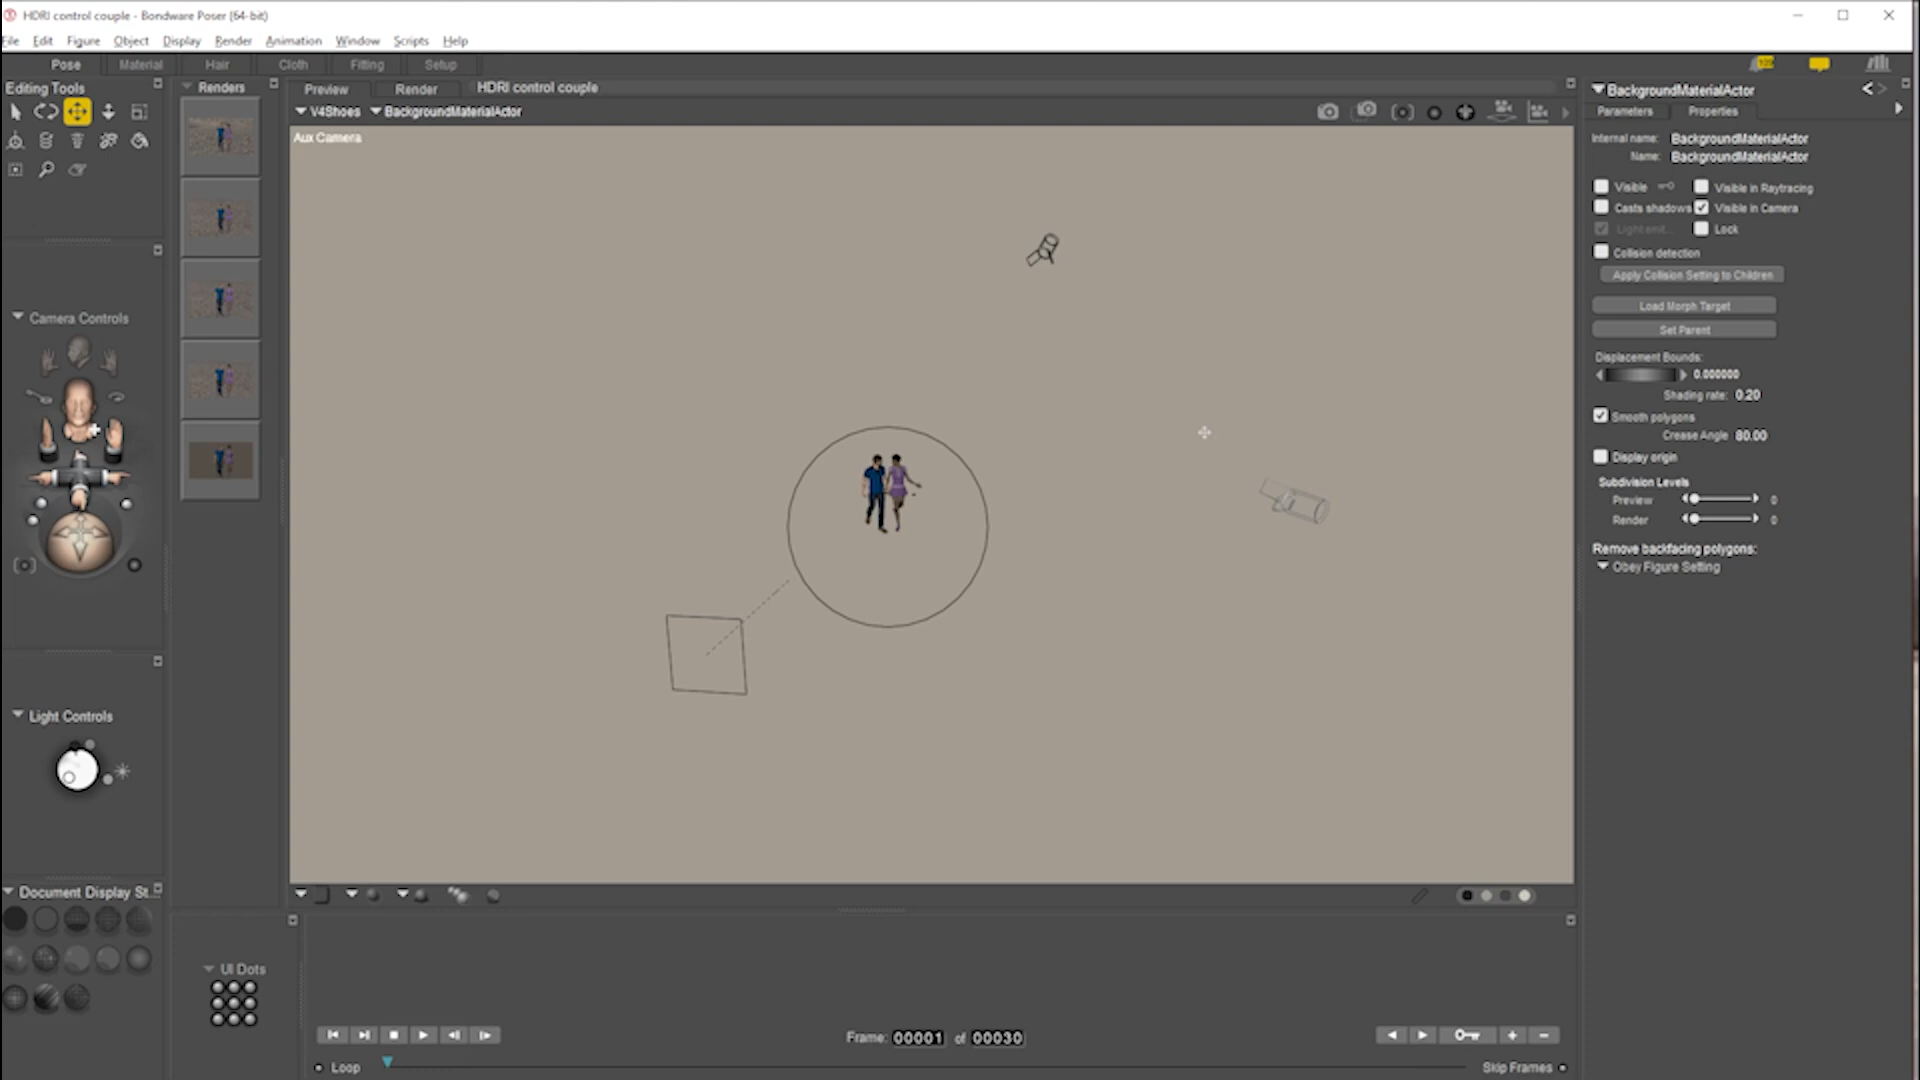 HDRI control couple - Bondware Poser (64-bit)
File Edit Figure Object Display Render Animation Window Scripts Help
Pose Material Hair Cloth Fitting Setup
Editing Tools
Renders
Preview Render HDRI control couple
V4Shoes BackgroundMaterialActor
Aux Camera
Camera Controls
Light Controls
Document Display St...
UI Dots
Frame: 00001 of 00030
Loop
Skip Frames
BackgroundMaterialActor
Parameters Properties
Internal name: BackgroundMaterialActor
Name: BackgroundMaterialActor
Visible Visible in Raytracing
Casts shadows Visible in Camera
Light emit... Lock
Collision detection
Apply Collision Setting to Children
Load Morph Target
Set Parent
Displacement Bounds:
0.000000
Shading rate: 0.20
Smooth polygons
Crease Angle 80.00
Display origin
Subdivision Levels
Preview 0
Render 0
Remove backfacing polygons:
Obey Figure Setting